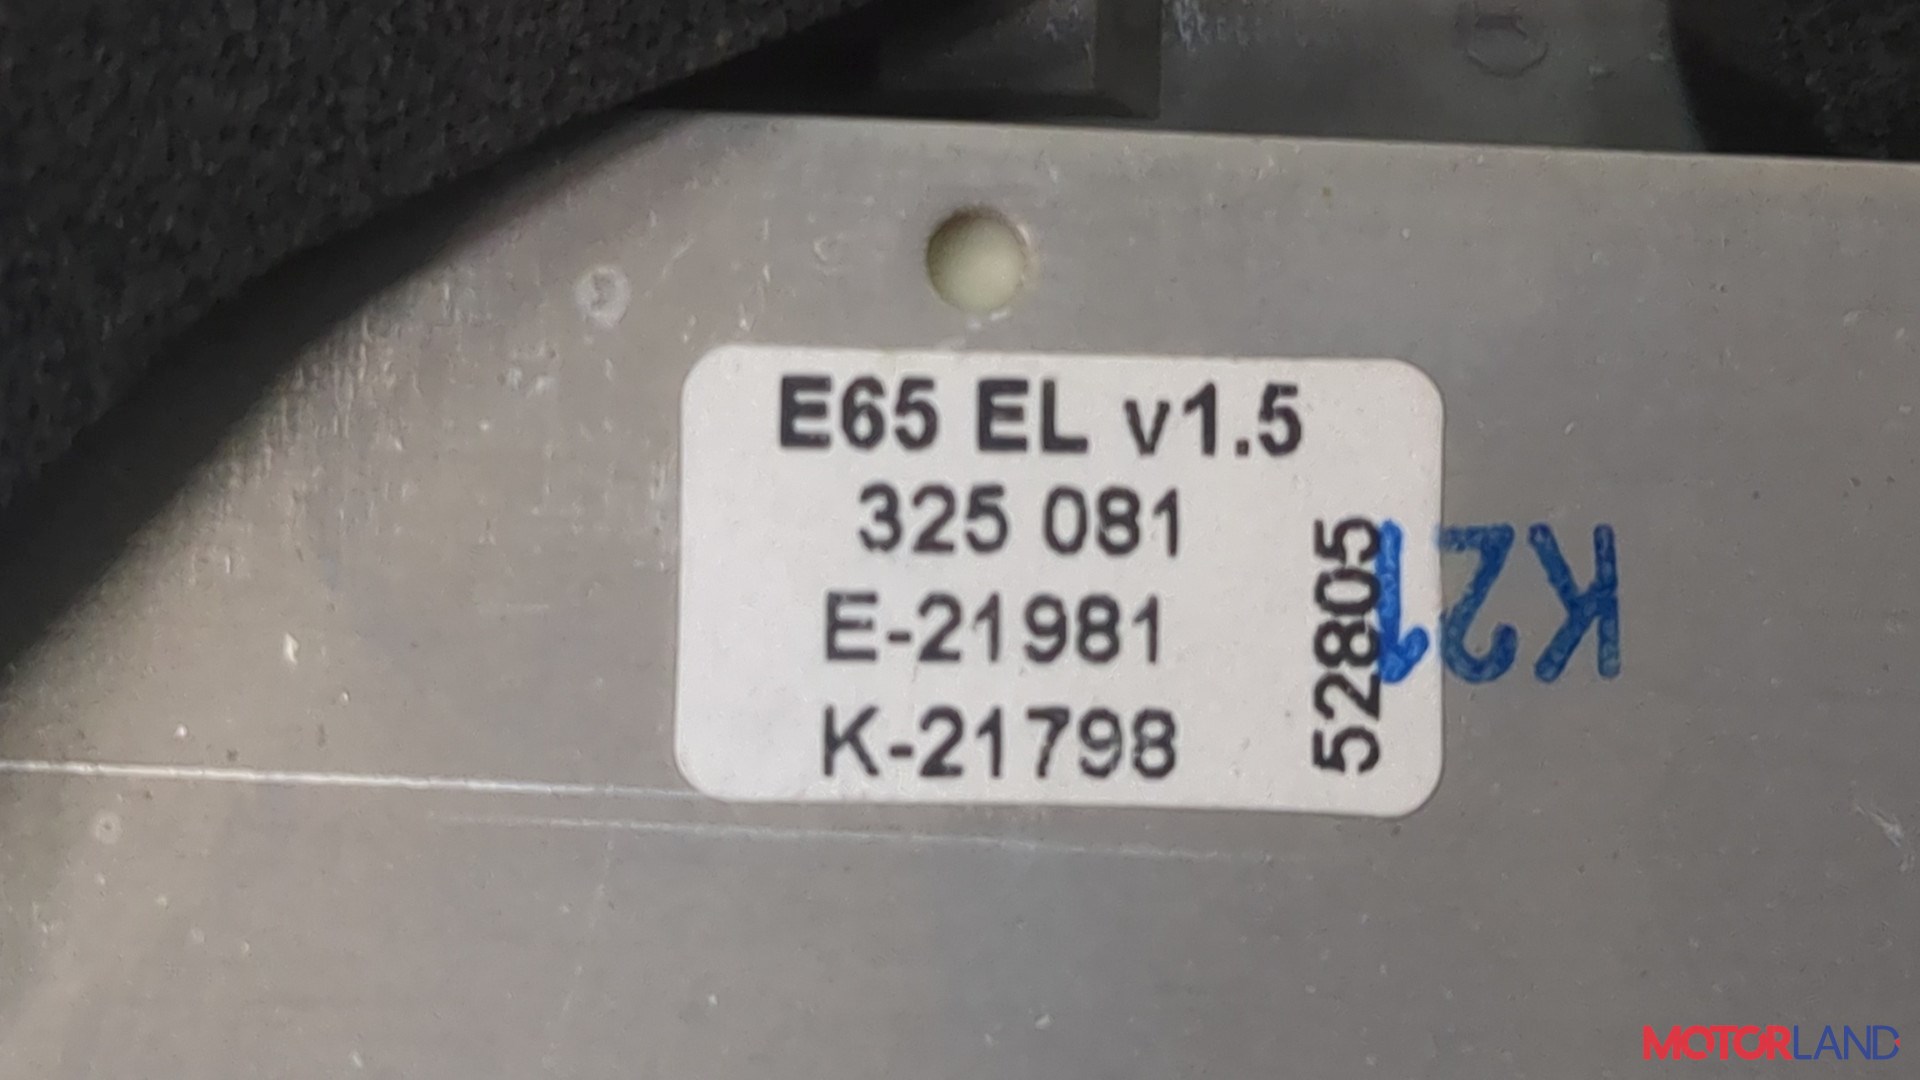 E65 EL v1.5
325 081
E-21981
K-21798
52805
K21
MOTORLAND